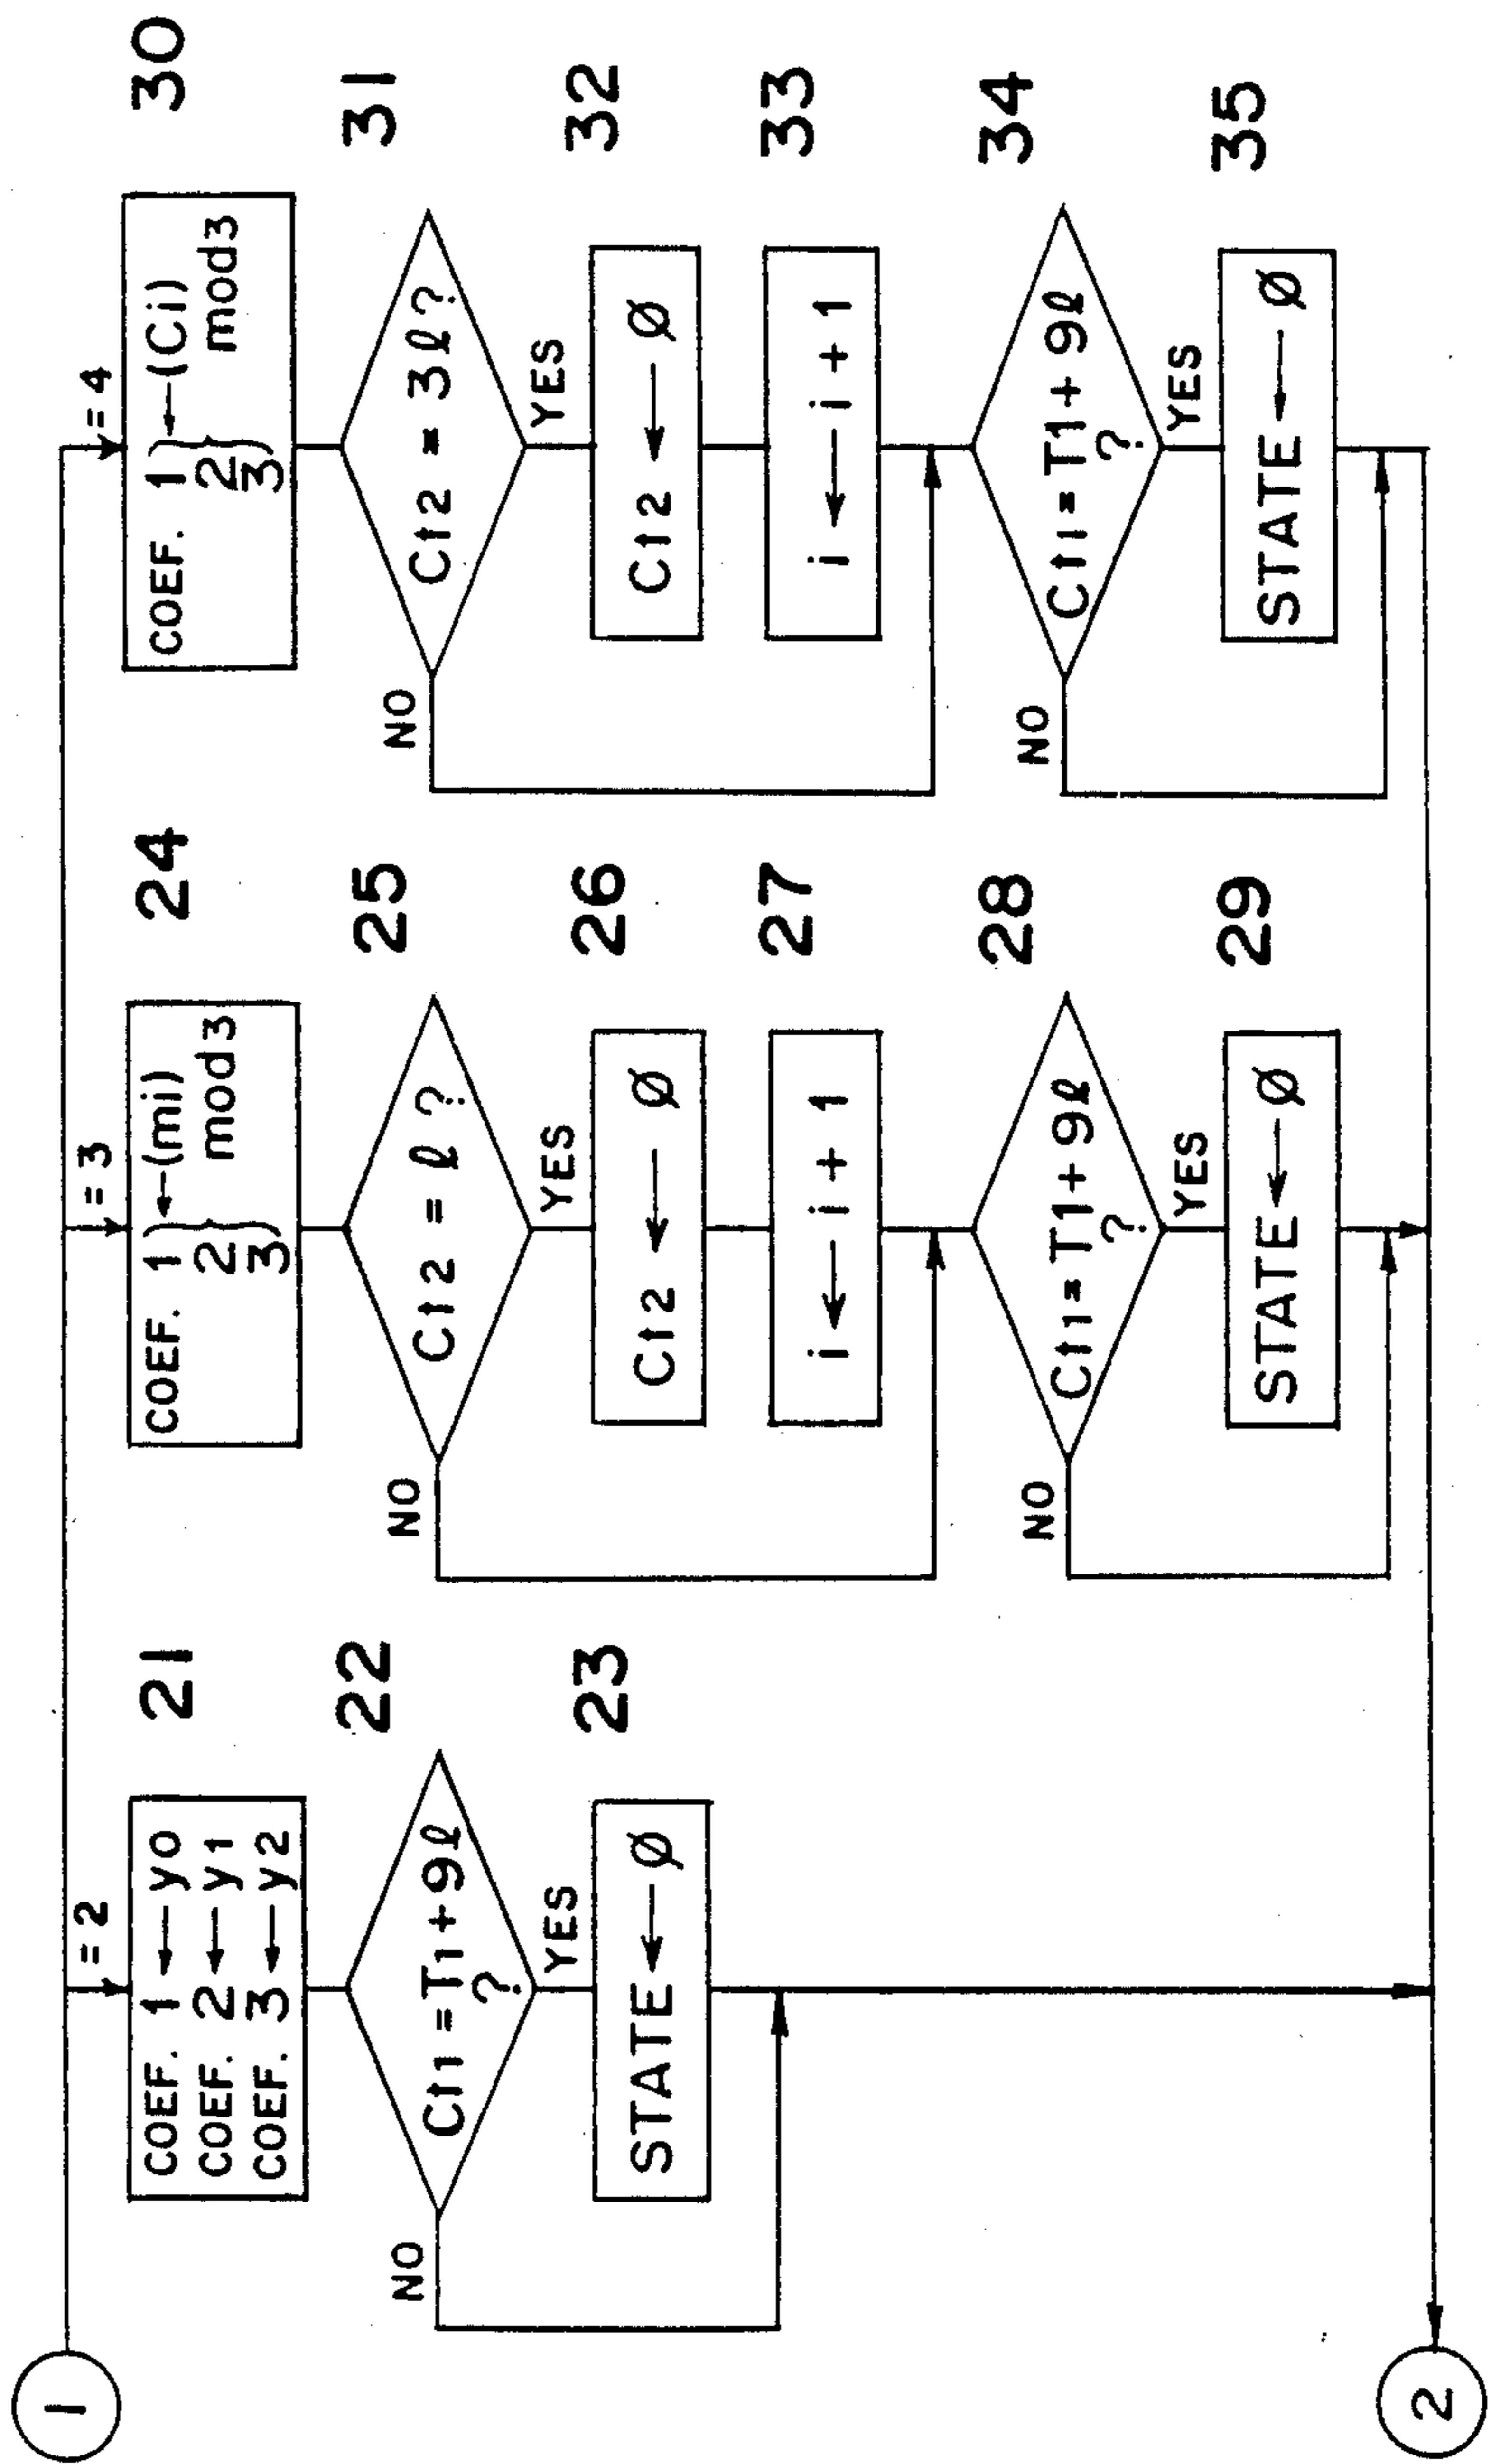 1
= 2
COEF. 1 ← y0
COEF. 2 ← y1
COEF. 3 ← y2
21
Ct1 = T1 + 9ℓ
?
22
NO
YES
STATE ← Ø
23
= 3
COEF. 1 } ← (mi)
2 mod 3
3
24
Ct2 = ℓ ?
25
NO
YES
Ct2 ← Ø
26
i ← i + 1
27
Ct1 = T1 + 9ℓ
?
28
NO
YES
STATE ← Ø
29
= 4
COEF. 1 } ← (Ci)
2 mod 3
3
30
Ct2 = 3ℓ ?
31
NO
YES
Ct2 ← Ø
32
i ← i + 1
33
Ct1 = T1 + 9ℓ
?
34
NO
YES
STATE ← Ø
35
2